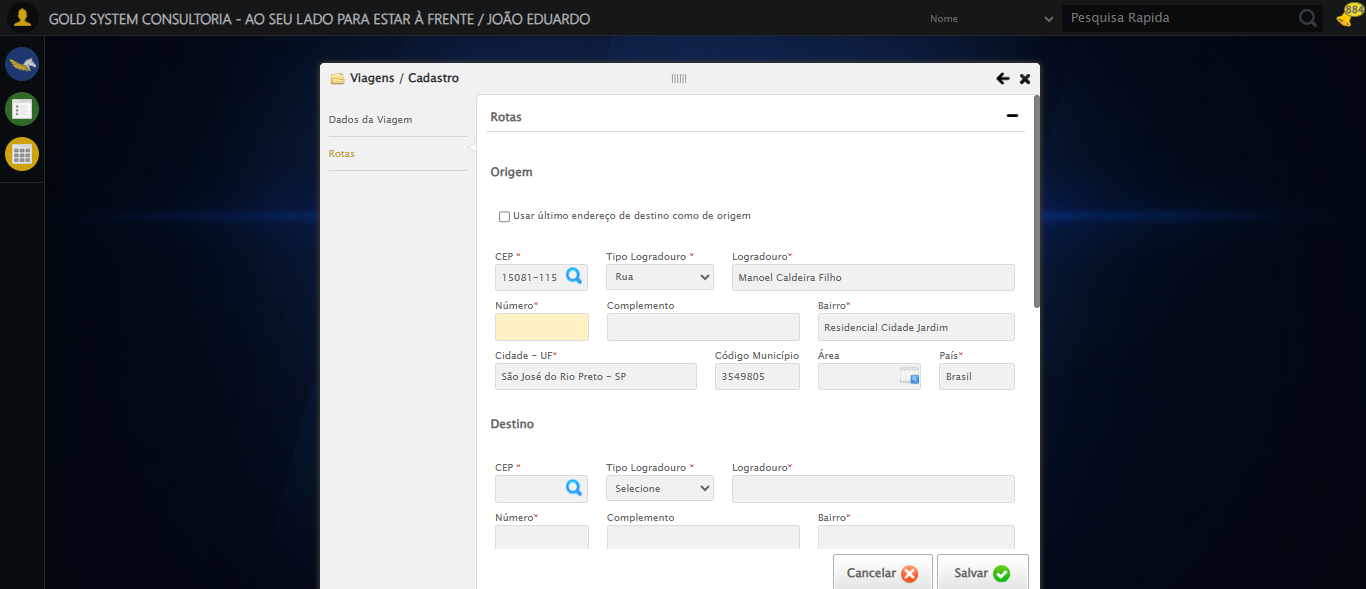 GOLD SYSTEM CONSULTORIA - AO SEU LADO PARA ESTAR À FRENTE / JOÃO EDUARDO
Nome
Pesquisa Rapida
884
Viagens / Cadastro
Dados da Viagem
Rotas
Rotas
Origem
Usar último endereço de destino como de origem
CEP * Tipo Logradouro * Logradouro*
15081-115 Rua Manoel Caldeira Filho
Número* Complemento Bairro*
Residencial Cidade Jardim
Cidade - UF* Código Município Área País*
São José do Rio Preto - SP 3549805 Brasil
Destino
CEP * Tipo Logradouro * Logradouro*
Selecione
Número* Complemento Bairro*
Cancelar Salvar